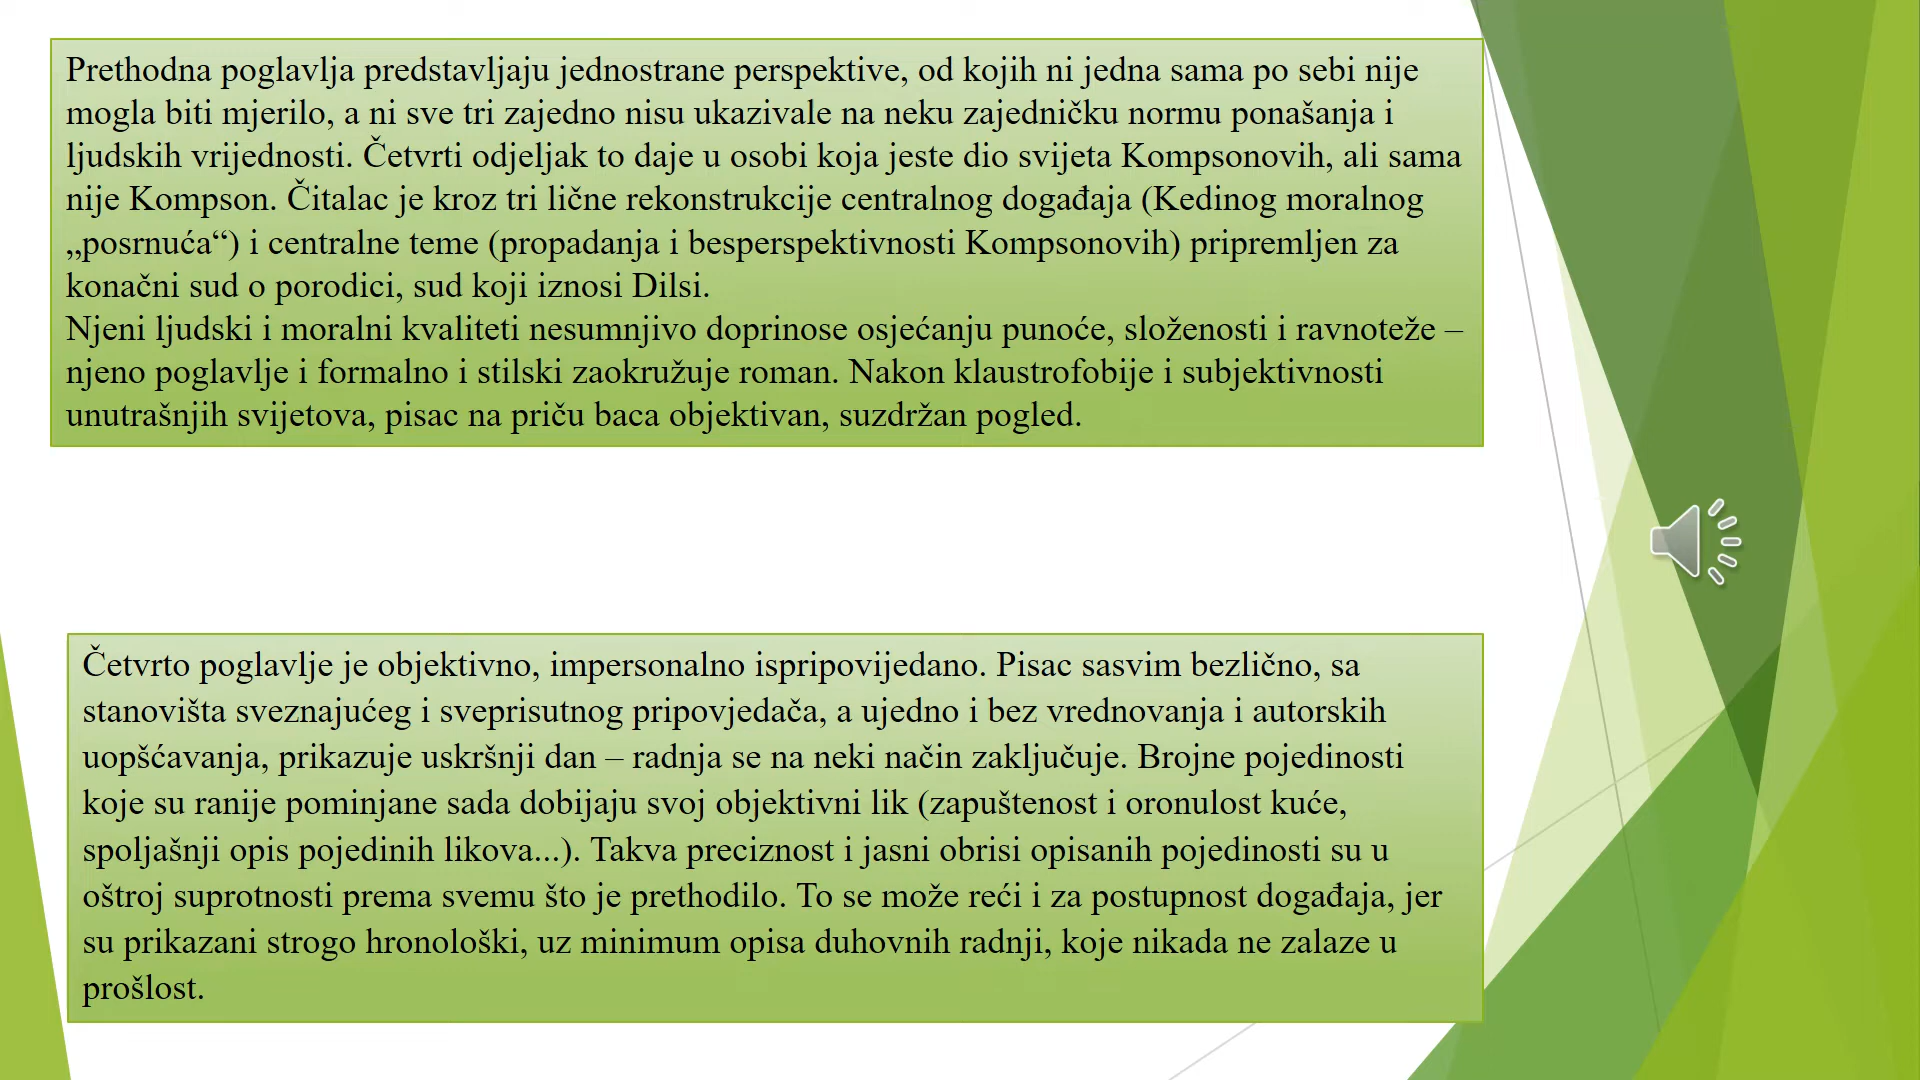 Prethodna poglavlja predstavljaju jednostrane perspektive, od kojih ni jedna sama po sebi nije
mogla biti mjerilo, a ni sve tri zajedno nisu ukazivale na neku zajedničku normu ponašanja i
ljudskih vrijednosti. Četvrti odjeljak to daje u osobi koja jeste dio svijeta Kompsonovih, ali sama
nije Kompson. Čitalac je kroz tri lične rekonstrukcije centralnog događaja (Kedinog moralnog
„posrnuća“) i centralne teme (propadanja i besperspektivnosti Kompsonovih) pripremljen za
konačni sud o porodici, sud koji iznosi Dilsi.
Njeni ljudski i moralni kvaliteti nesumnjivo doprinose osjećanju punoće, složenosti i ravnoteže –
njeno poglavlje i formalno i stilski zaokružuje roman. Nakon klaustrofobije i subjektivnosti
unutrašnjih svijetova, pisac na priču baca objektivan, suzdržan pogled.
Četvrto poglavlje je objektivno, impersonalno ispripovijedano. Pisac sasvim bezlično, sa
stanovišta sveznajućeg i sveprisutnog pripovjedača, a ujedno i bez vrednovanja i autorskih
uopšćavanja, prikazuje uskršnji dan – radnja se na neki način zaključuje. Brojne pojedinosti
koje su ranije pominjane sada dobijaju svoj objektivni lik (zapuštenost i oronulost kuće,
spoljašnji opis pojedinih likova...). Takva preciznost i jasni obrisi opisanih pojedinosti su u
oštroj suprotnosti prema svemu što je prethodilo. To se može reći i za postupnost događaja, jer
su prikazani strogo hronološki, uz minimum opisa duhovnih radnji, koje nikada ne zalaze u
prošlost.